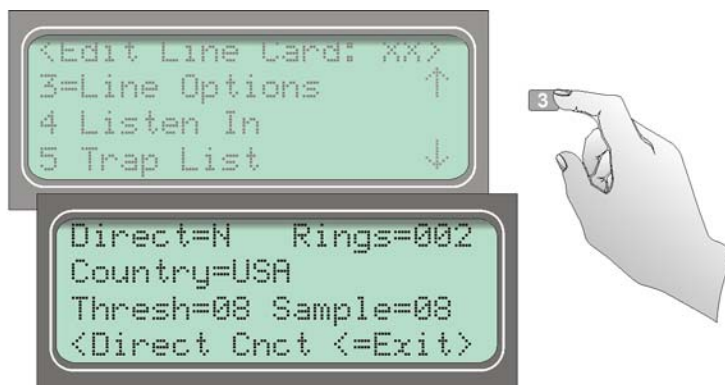 <Edit Line Card: XX>
3=Line Options ↑
4 Listen In
5 Trap List ↓
3
Direct=N Rings=002
Country=USA
Thresh=08 Sample=08
<Direct Cnct <=Exit>